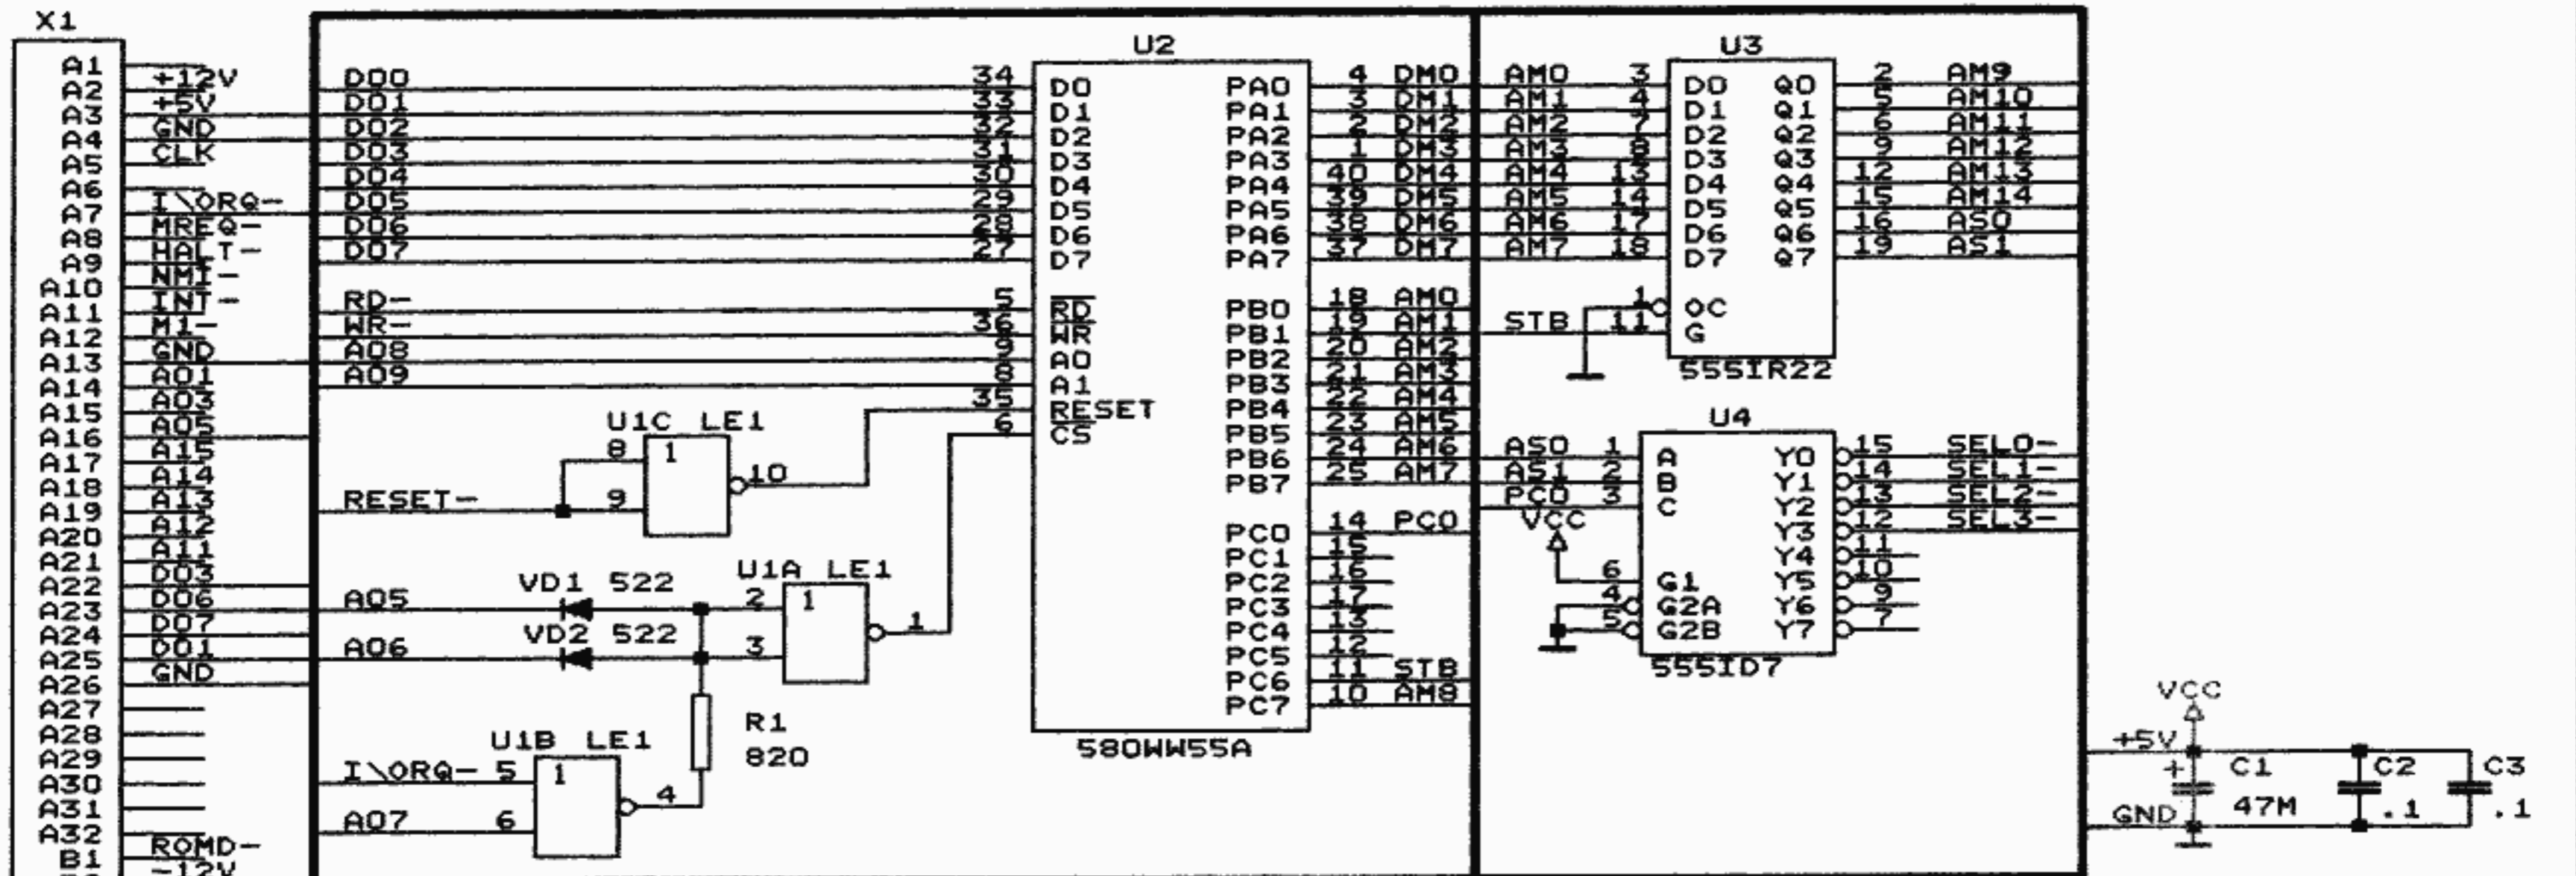 X1
A1
A2 +12V
A3 +5V
A4 GND
A5 CLK
A6
A7 I\ORQ-
A8 MREQ-
A9 HALT-
A10 NMI-
A11 INT-
A12 M1-
A13 GND
A14 A01
A15 A03
A16 A05
A17 A15
A18 A14
A19 A13
A20 A12
A21 A11
A22 D03
A23 D06
A24 D07
A25 D01
A26 GND
A27
A28
A29
A30
A31
A32
B1 ROMD-
-12V
D00
D01
D02
D03
D04
D05
D06
D07
RD-
WR-
A08
A09
RESET-
A05
A06
I\ORQ-
A07
U1C LE1
8 1
9
10
VD1 522
VD2 522
U1A LE1
2 1
3
1
R1
820
U1B LE1
5 1
6
4
U2
34 D0 PA0 4 DM0
33 D1 PA1 3 DM1
32 D2 PA2 2 DM2
31 D3 PA3 1 DM3
30 D4 PA4 40 DM4
29 D5 PA5 39 DM5
28 D6 PA6 38 DM6
27 D7 PA7 37 DM7
5 RD PB0 18 AM0
36 WR PB1 19 AM1
9 A0 PB2 20 AM2
8 A1 PB3 21 AM3
35 RESET PB4 22 AM4
6 CS PB5 23 AM5
PB6 24 AM6
PB7 25 AM7
PC0 14 PC0
PC1 15
PC2 16
PC3 17
PC4 13
PC5 12
PC6 11 STB
PC7 10 AM8
580WW55A
U3
AM0 3 D0 Q0 2 AM9
AM1 4 D1 Q1 5 AM10
AM2 7 D2 Q2 6 AM11
AM3 8 D3 Q3 9 AM12
AM4 13 D4 Q4 12 AM13
AM5 14 D5 Q5 15 AM14
AM6 17 D6 Q6 16 AS0
AM7 18 D7 Q7 19 AS1
1 OC
STB 11 G
555IR22
U4
AS0 1 A Y0 15 SEL0-
AS1 2 B Y1 14 SEL1-
PC0 3 C Y2 13 SEL2-
VCC Y3 12 SEL3-
Y4 11
6 G1 Y5 10
4 G2A Y6 9
5 G2B Y7 7
555ID7
VCC
+5V
+ C1 C2 C3
47M .1 .1
GND